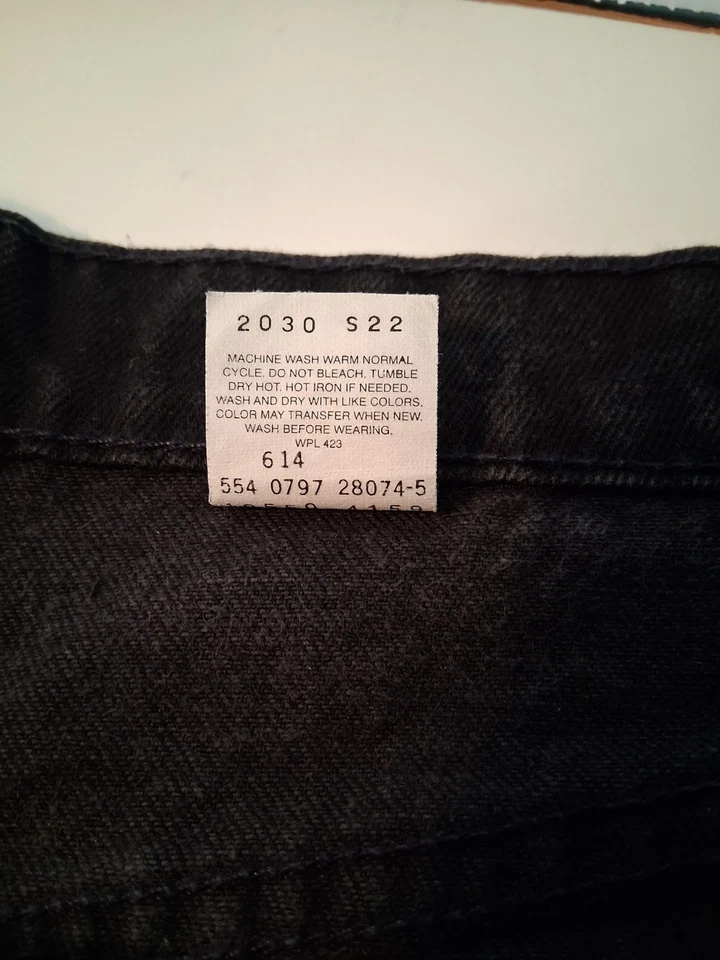 2030 S22
MACHINE WASH WARM NORMAL
CYCLE. DO NOT BLEACH. TUMBLE
DRY HOT. HOT IRON IF NEEDED.
WASH AND DRY WITH LIKE COLORS.
COLOR MAY TRANSFER WHEN NEW.
WASH BEFORE WEARING.
WPL 423
614
554 0797 28074-5